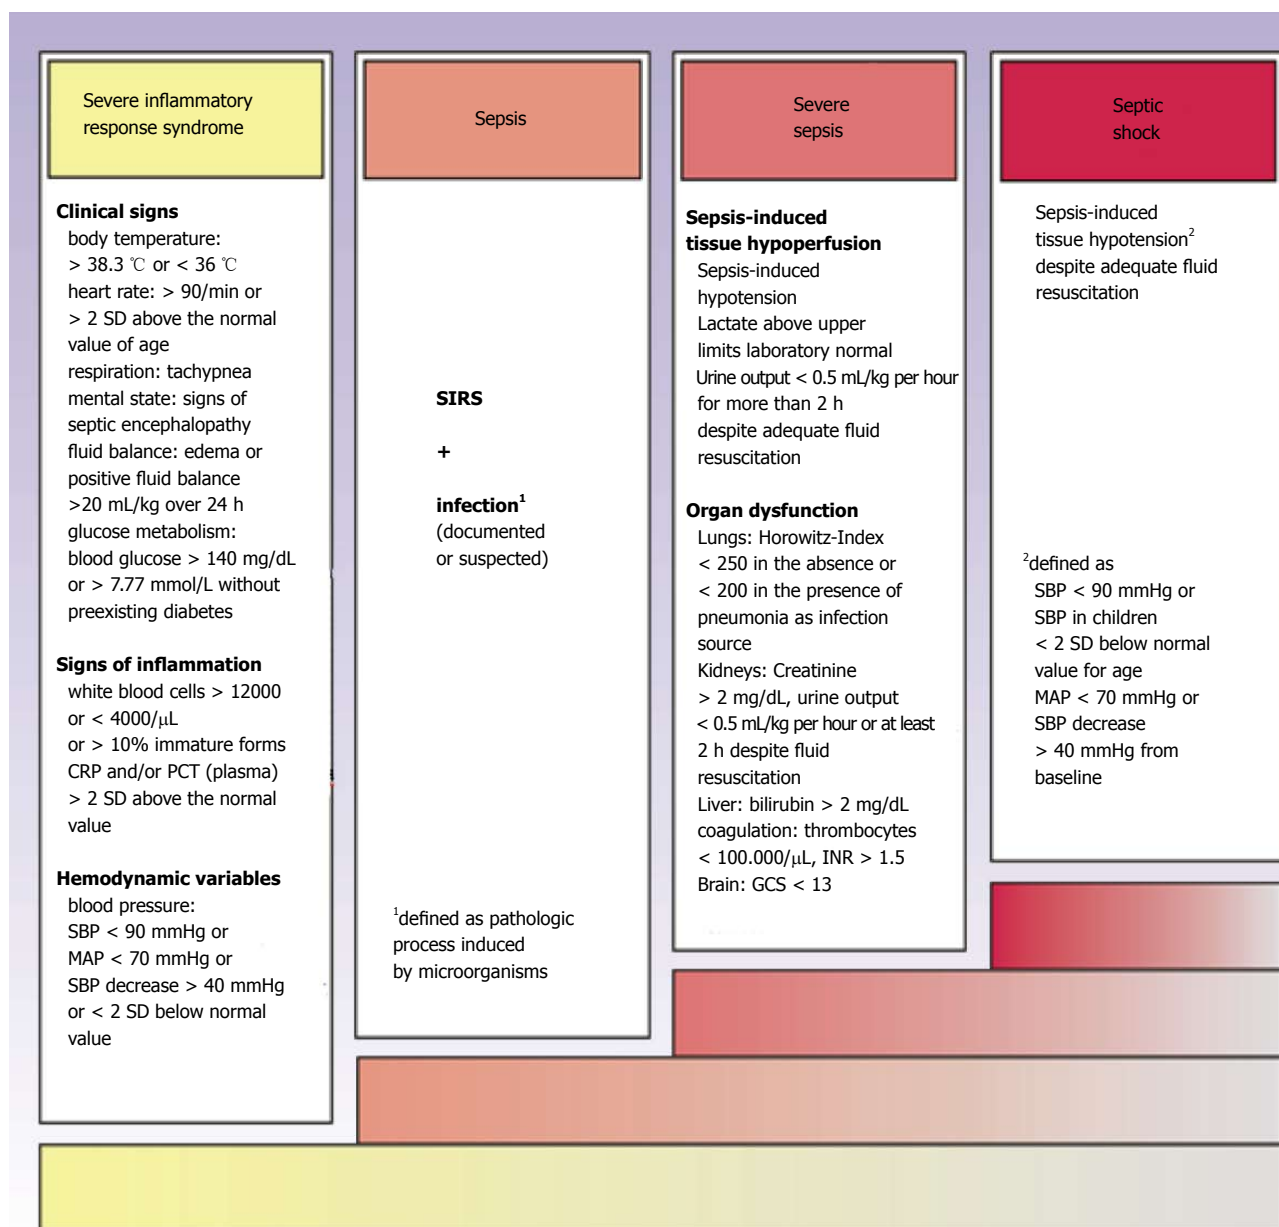 Severe inflammatory
response syndrome
Clinical signs
body temperature:
> 38.3 ℃ or < 36 ℃
heart rate: > 90/min or
> 2 SD above the normal
value of age
respiration: tachypnea
mental state: signs of
septic encephalopathy
fluid balance: edema or
positive fluid balance
>20 mL/kg over 24 h
glucose metabolism:
blood glucose > 140 mg/dL
or > 7.77 mmol/L without
preexisting diabetes
Signs of inflammation
white blood cells > 12000
or < 4000/μL
or > 10% immature forms
CRP and/or PCT (plasma)
> 2 SD above the normal
value
Hemodynamic variables
blood pressure:
SBP < 90 mmHg or
MAP < 70 mmHg or
SBP decrease > 40 mmHg
or < 2 SD below normal
value
Sepsis
SIRS
+
infection¹
(documented
or suspected)
¹defined as pathologic
process induced
by microorganisms
Severe
sepsis
Sepsis-induced
tissue hypoperfusion
Sepsis-induced
hypotension
Lactate above upper
limits laboratory normal
Urine output < 0.5 mL/kg per hour
for more than 2 h
despite adequate fluid
resuscitation
Organ dysfunction
Lungs: Horowitz-Index
< 250 in the absence or
< 200 in the presence of
pneumonia as infection
source
Kidneys: Creatinine
> 2 mg/dL, urine output
< 0.5 mL/kg per hour or at least
2 h despite fluid
resuscitation
Liver: bilirubin > 2 mg/dL
coagulation: thrombocytes
< 100.000/μL, INR > 1.5
Brain: GCS < 13
Septic
shock
Sepsis-induced
tissue hypotension²
despite adequate fluid
resuscitation
²defined as
SBP < 90 mmHg or
SBP in children
< 2 SD below normal
value for age
MAP < 70 mmHg or
SBP decrease
> 40 mmHg from
baseline